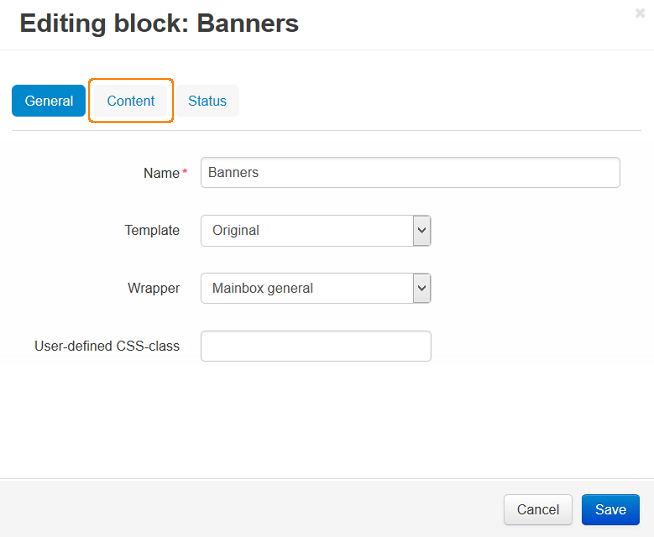 Editing block: Banners
General Content Status
Name *
Banners
Template
Original
Wrapper
Mainbox general
User-defined CSS-class
Cancel Save